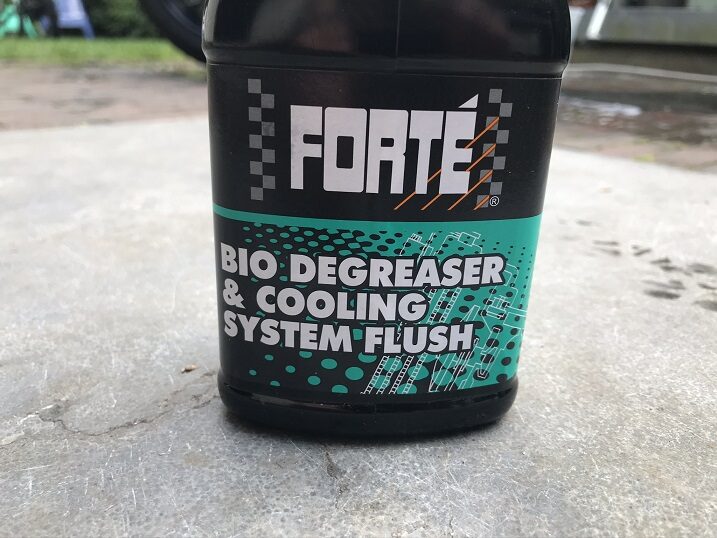 FORTÉ
®
BIO DEGREASER
& COOLING
SYSTEM FLUSH